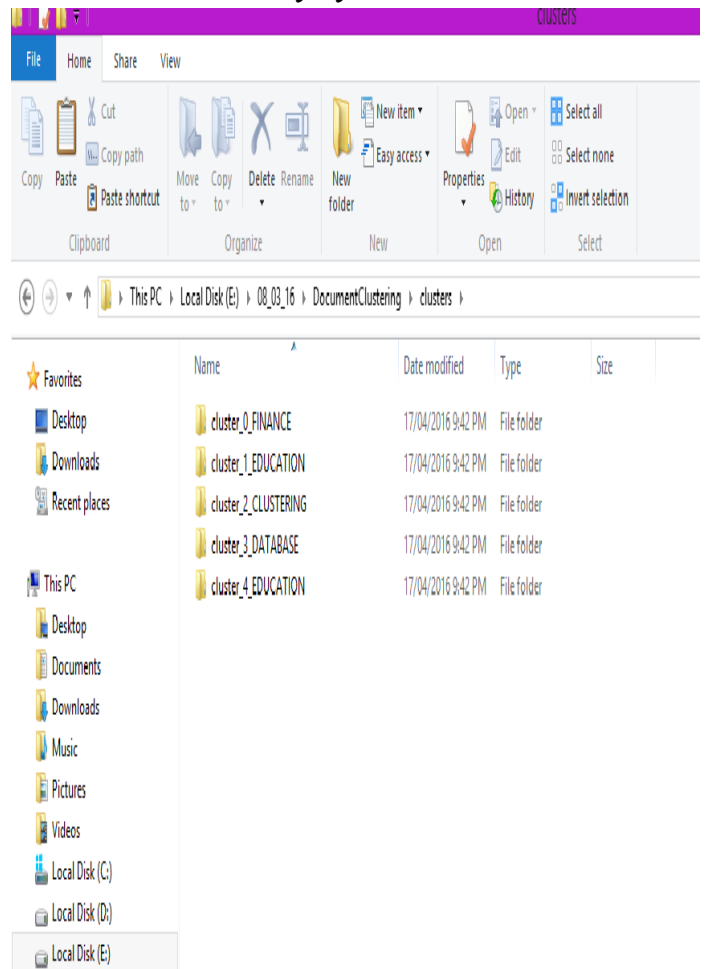 clusters
File Home Share View
Cut
Copy path
Paste shortcut
Copy Paste
Clipboard
Move to
Copy to
Delete Rename
Organize
New folder
New item
Easy access
New
Properties
Open
Edit
History
Open
Select all
Select none
Invert selection
Select
This PC Local Disk (E:) 08_03_16 DocumentClustering clusters
Name Date modified Type Size
cluster_0_FINANCE 17/04/2016 9:42 PM File folder
cluster_1_EDUCATION 17/04/2016 9:42 PM File folder
cluster_2_CLUSTERING 17/04/2016 9:42 PM File folder
cluster_3_DATABASE 17/04/2016 9:42 PM File folder
cluster_4_EDUCATION 17/04/2016 9:42 PM File folder
Favorites
Desktop
Downloads
Recent places
This PC
Desktop
Documents
Downloads
Music
Pictures
Videos
Local Disk (C:)
Local Disk (D:)
Local Disk (E:)